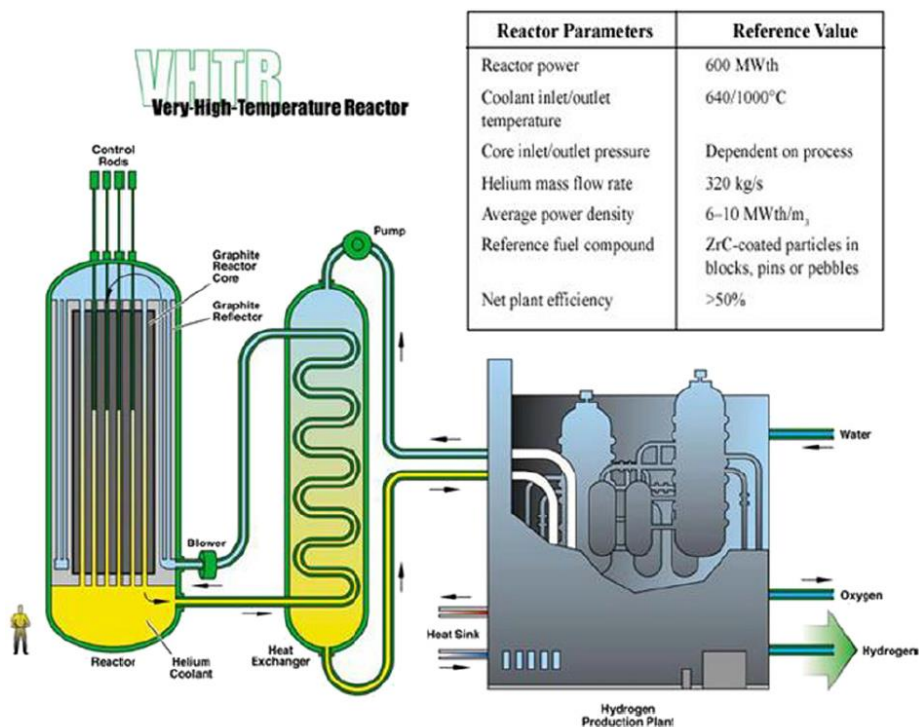 VHTR
Very-High-Temperature Reactor
Reactor Parameters Reference Value
Reactor power 600 MWth
Coolant inlet/outlet 640/1000°C
temperature
Core inlet/outlet pressure Dependent on process
Helium mass flow rate 320 kg/s
Average power density 6–10 MWth/m3
Reference fuel compound ZrC-coated particles in
blocks, pins or pebbles
Net plant efficiency >50%
Control
Rods
Graphite
Reactor
Core
Graphite
Reflector
Pump
Blower
Water
Oxygen
Hydrogen
Heat Sink
Reactor
Helium
Coolant
Heat
Exchanger
Hydrogen
Production Plant